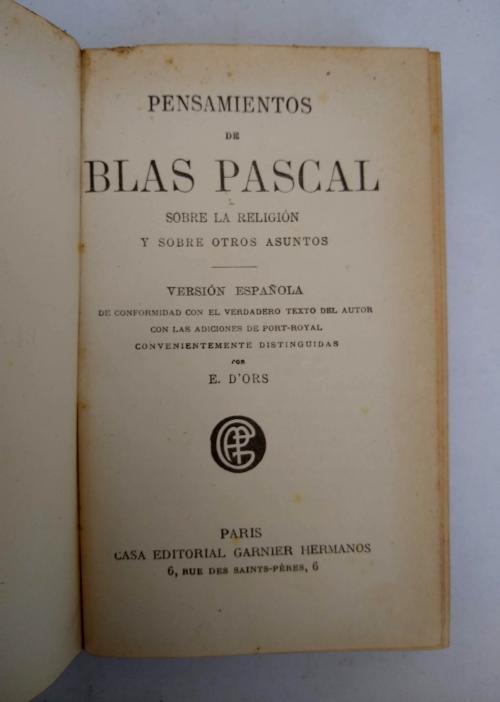 PENSAMIENTOS
DE
BLAS PASCAL
SOBRE LA RELIGIÓN
Y SOBRE OTROS ASUNTOS
VERSIÓN ESPAÑOLA
DE CONFORMIDAD CON EL VERDADERO TEXTO DEL AUTOR
CON LAS ADICIONES DE PORT-ROYAL
CONVENIENTEMENTE DISTINGUIDAS
POR
E. D'ORS
PARIS
CASA EDITORIAL GARNIER HERMANOS
6, RUE DES SAINTS-PÈRES, 6